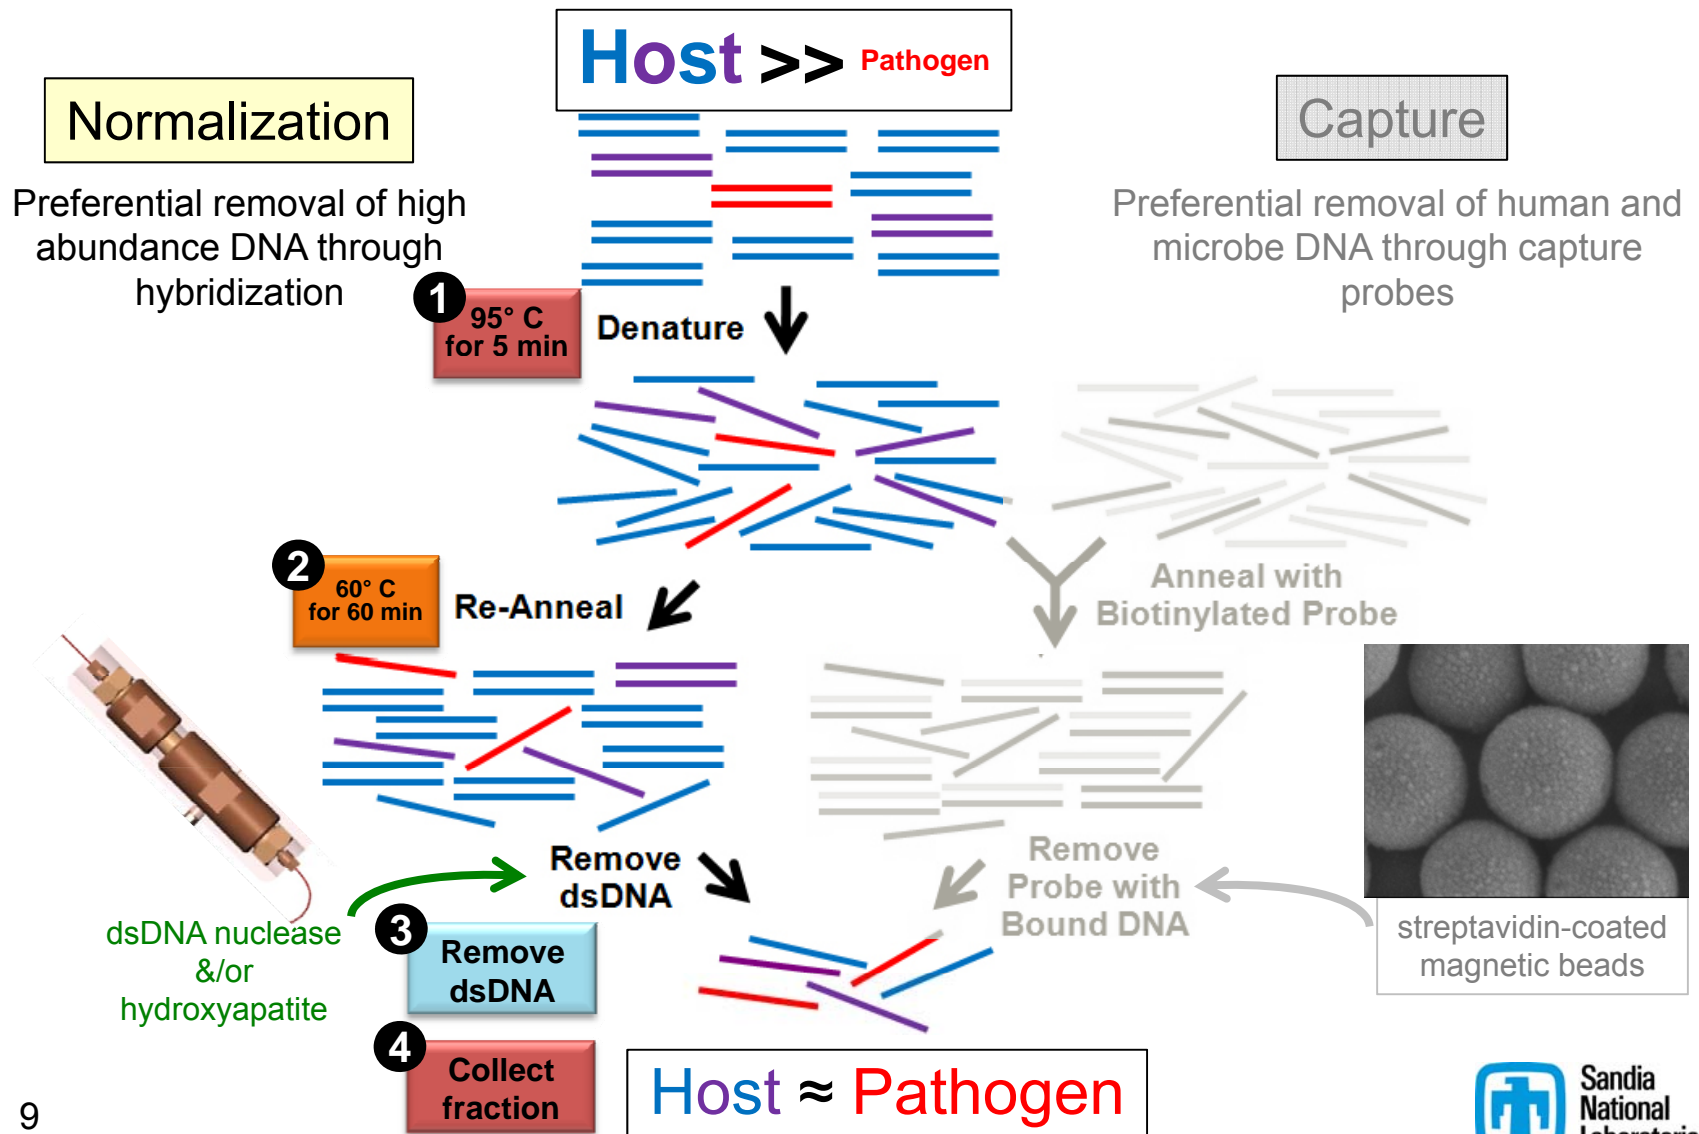 Host >> Pathogen
Normalization
Preferential removal of high
abundance DNA through
hybridization
Capture
Preferential removal of human and
microbe DNA through capture
probes
1
95° C
for 5 min
Denature
2
60° C
for 60 min
Re-Anneal
Anneal with
Biotinylated Probe
Remove
dsDNA
Remove
Probe with
Bound DNA
dsDNA nuclease
&/or
hydroxyapatite
3
Remove
dsDNA
streptavidin-coated
magnetic beads
4
Collect
fraction
Host ≈ Pathogen
9
Sandia
National